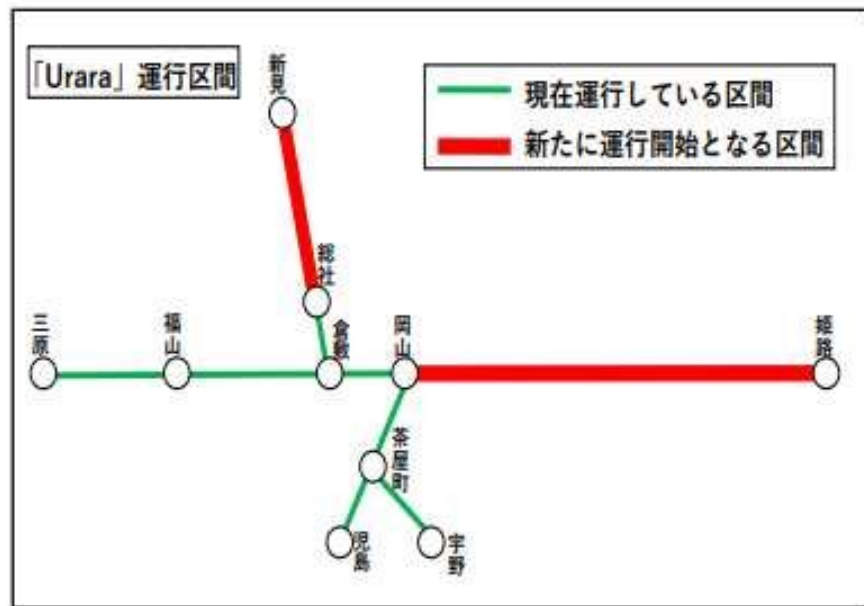 「Urara」運行区間
現在運行している区間
新たに運行開始となる区間
新見
総社
倉敷
岡山
姫路
三原
福山
茶屋町
児島
宇野